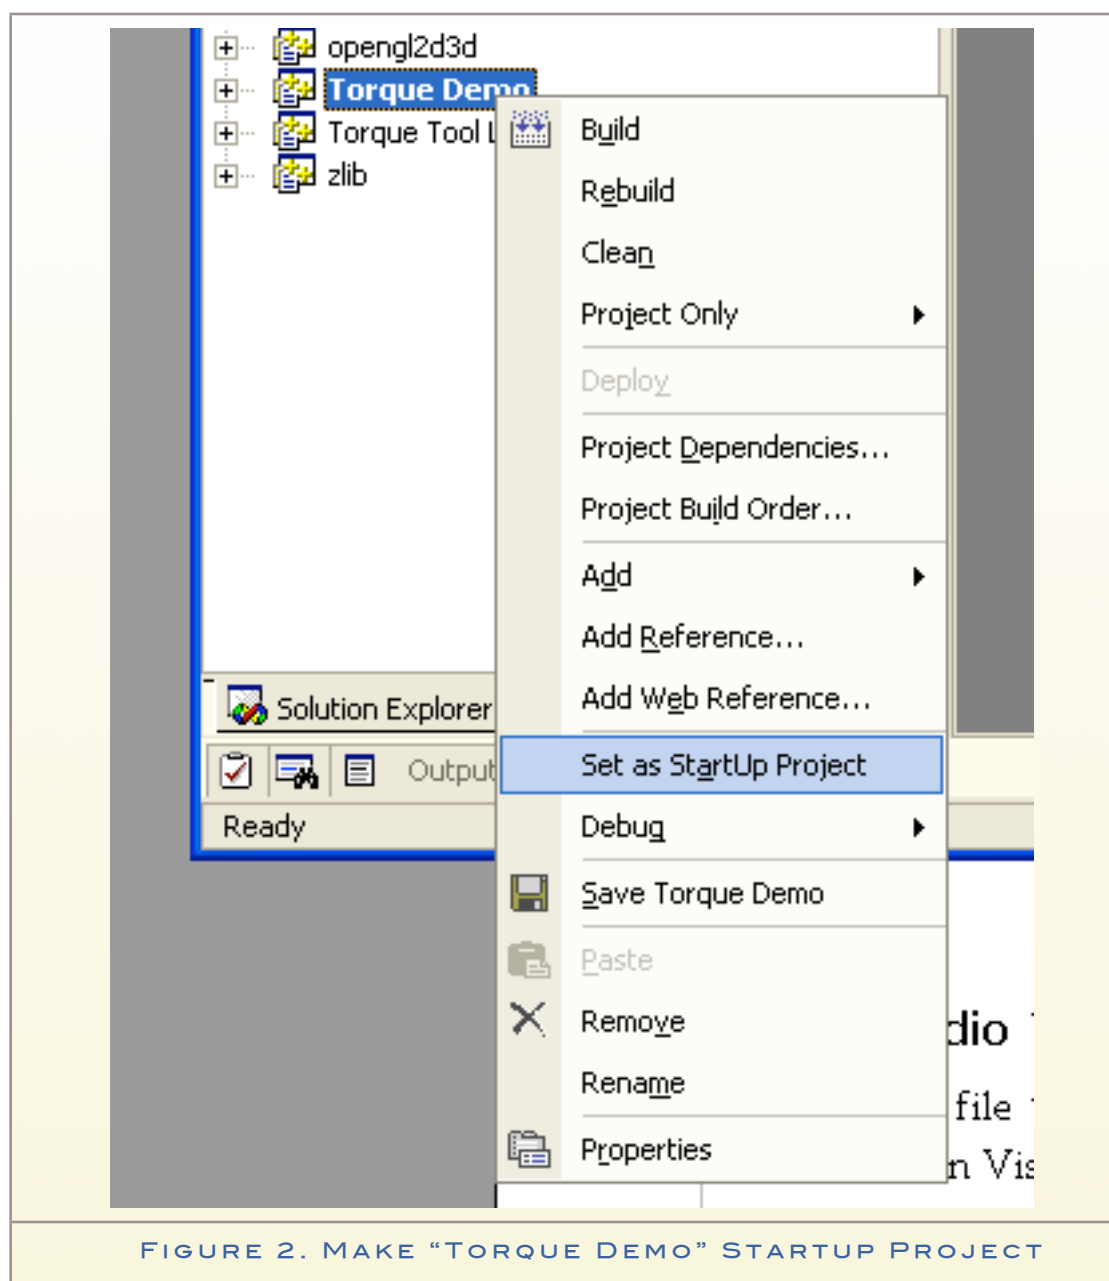 opengl2d3d
Torque Demo
Torque Tool
zlib
Build
Rebuild
Clean
Project Only
Deploy
Project Dependencies...
Project Build Order...
Add
Add Reference...
Add Web Reference...
Set as StartUp Project
Debug
Save Torque Demo
Paste
Remove
Rename
Properties
Solution Explorer
Output
Ready
dio
file
n Vis
FIGURE 2. MAKE “TORQUE DEMO” STARTUP PROJECT